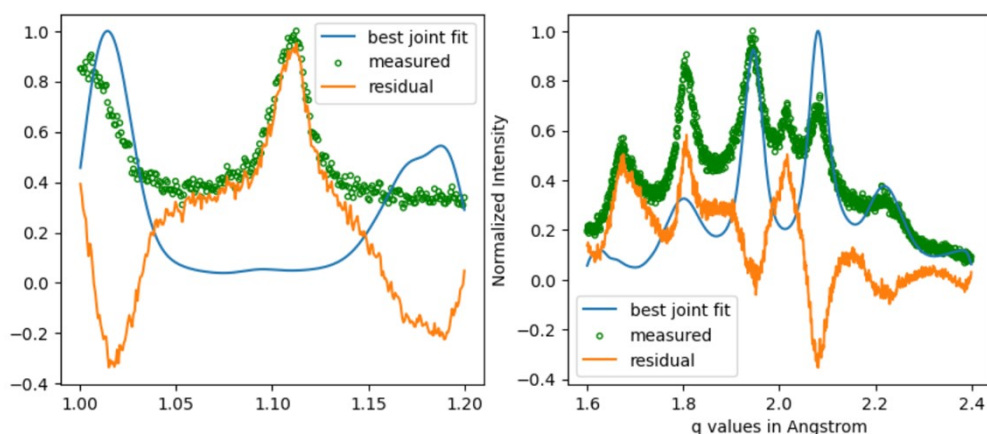 1.0
0.8
0.6
0.4
0.2
0.0
−0.2
−0.4
best joint fit
measured
residual
1.00 1.05 1.10 1.15 1.20
Normalized Intensity
1.0
0.8
0.6
0.4
0.2
0.0
−0.2
−0.4
best joint fit
measured
residual
1.6 1.8 2.0 2.2 2.4
q values in Angstrom